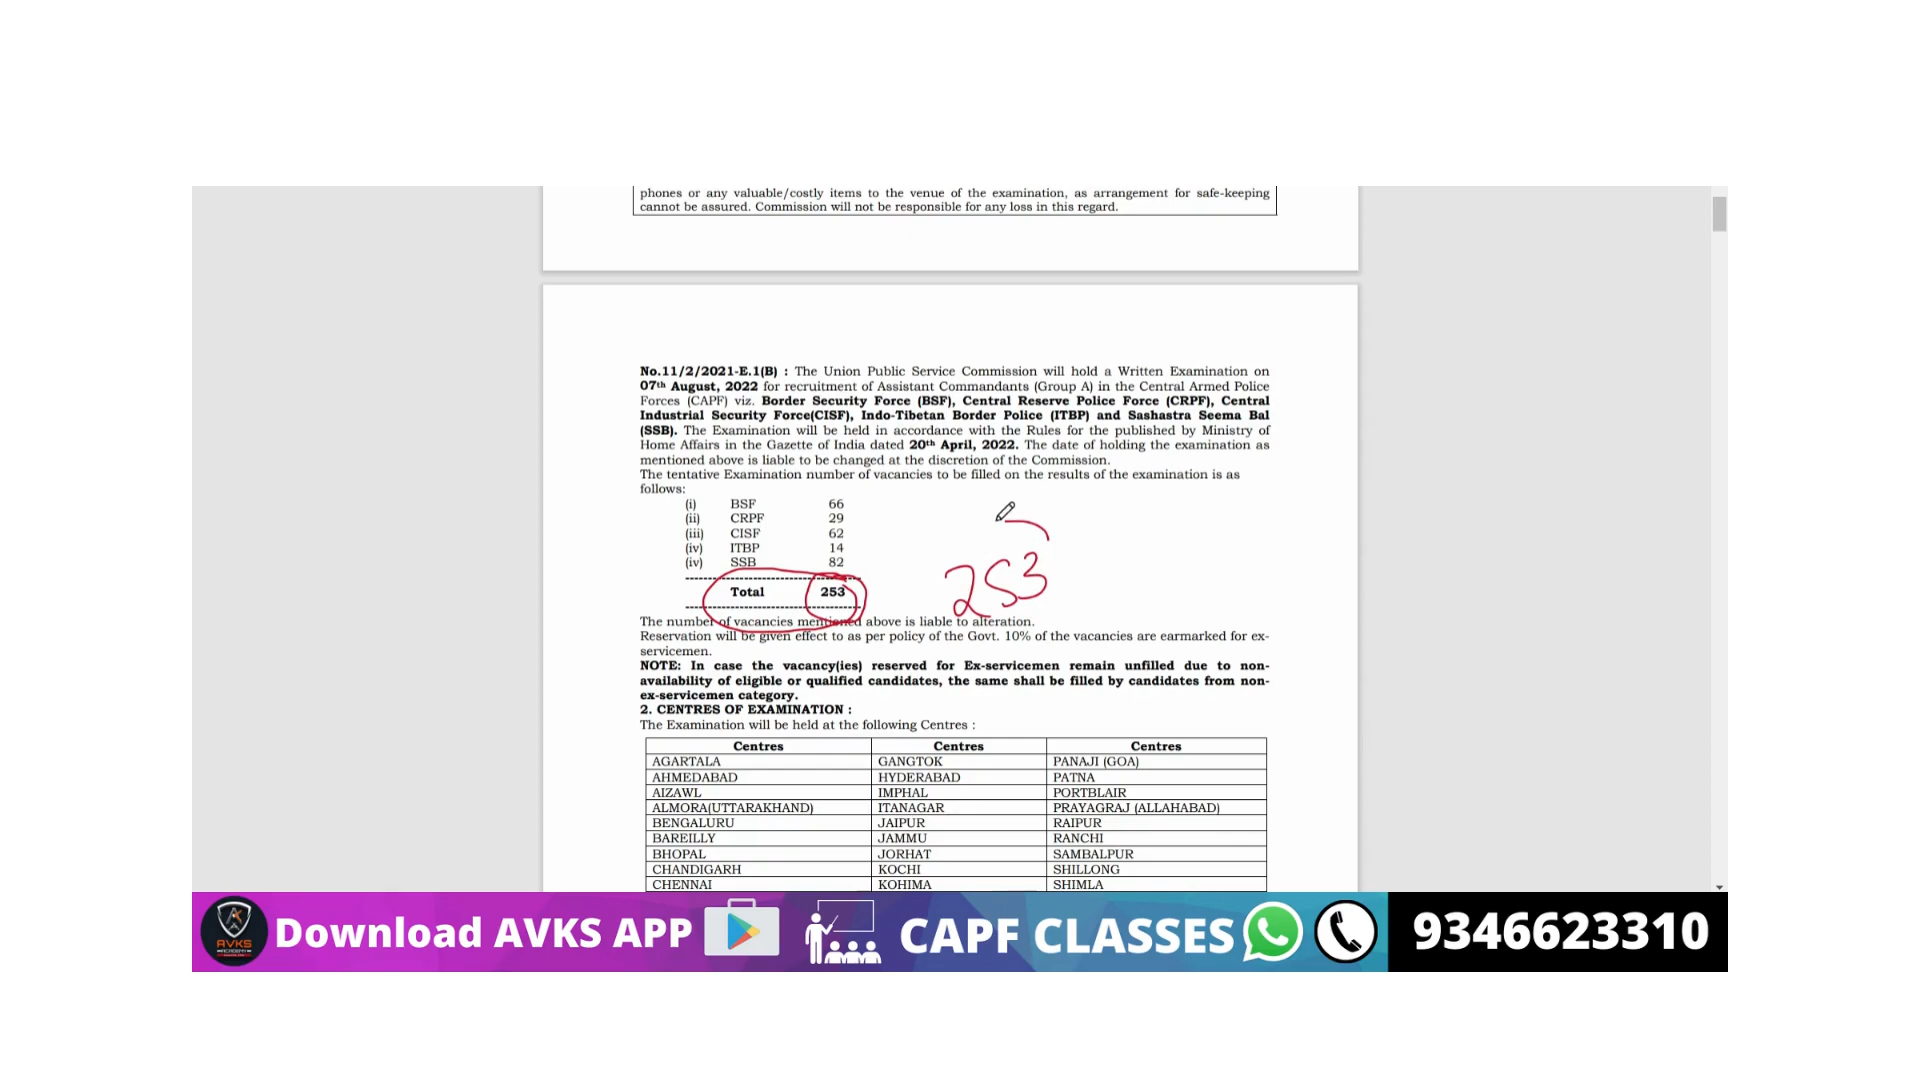 phones or any valuable/costly items to the venue of the examination, as arrangement for safe-keeping
cannot be assured. Commission will not be responsible for any loss in this regard.
No.11/2/2021-E.1(B) : The Union Public Service Commission will hold a Written Examination on
07th August, 2022 for recruitment of Assistant Commandants (Group A) in the Central Armed Police
Forces (CAPF) viz. Border Security Force (BSF), Central Reserve Police Force (CRPF), Central
Industrial Security Force(CISF), Indo-Tibetan Border Police (ITBP) and Sashastra Seema Bal
(SSB). The Examination will be held in accordance with the Rules for the published by Ministry of
Home Affairs in the Gazette of India dated 20th April, 2022. The date of holding the examination as
mentioned above is liable to be changed at the discretion of the Commission.
The tentative Examination number of vacancies to be filled on the results of the examination is as
follows:
(i) BSF 66
(ii) CRPF 29
(iii) CISF 62
(iv) ITBP 14
(iv) SSB 82
Total 253
253
The number of vacancies mentioned above is liable to alteration.
Reservation will be given effect to as per policy of the Govt. 10% of the vacancies are earmarked for ex-
servicemen.
NOTE: In case the vacancy(ies) reserved for Ex-servicemen remain unfilled due to non-
availability of eligible or qualified candidates, the same shall be filled by candidates from non-
ex-servicemen category.
2. CENTRES OF EXAMINATION :
The Examination will be held at the following Centres :
Centres Centres Centres
AGARTALA GANGTOK PANAJI (GOA)
AHMEDABAD HYDERABAD PATNA
AIZAWL IMPHAL PORTBLAIR
ALMORA(UTTARAKHAND) ITANAGAR PRAYAGRAJ (ALLAHABAD)
BENGALURU JAIPUR RAIPUR
BAREILLY JAMMU RANCHI
BHOPAL JORHAT SAMBALPUR
CHANDIGARH KOCHI SHILLONG
CHENNAI KOHIMA SHIMLA
AVKS
Download AVKS APP CAPF CLASSES 9346623310